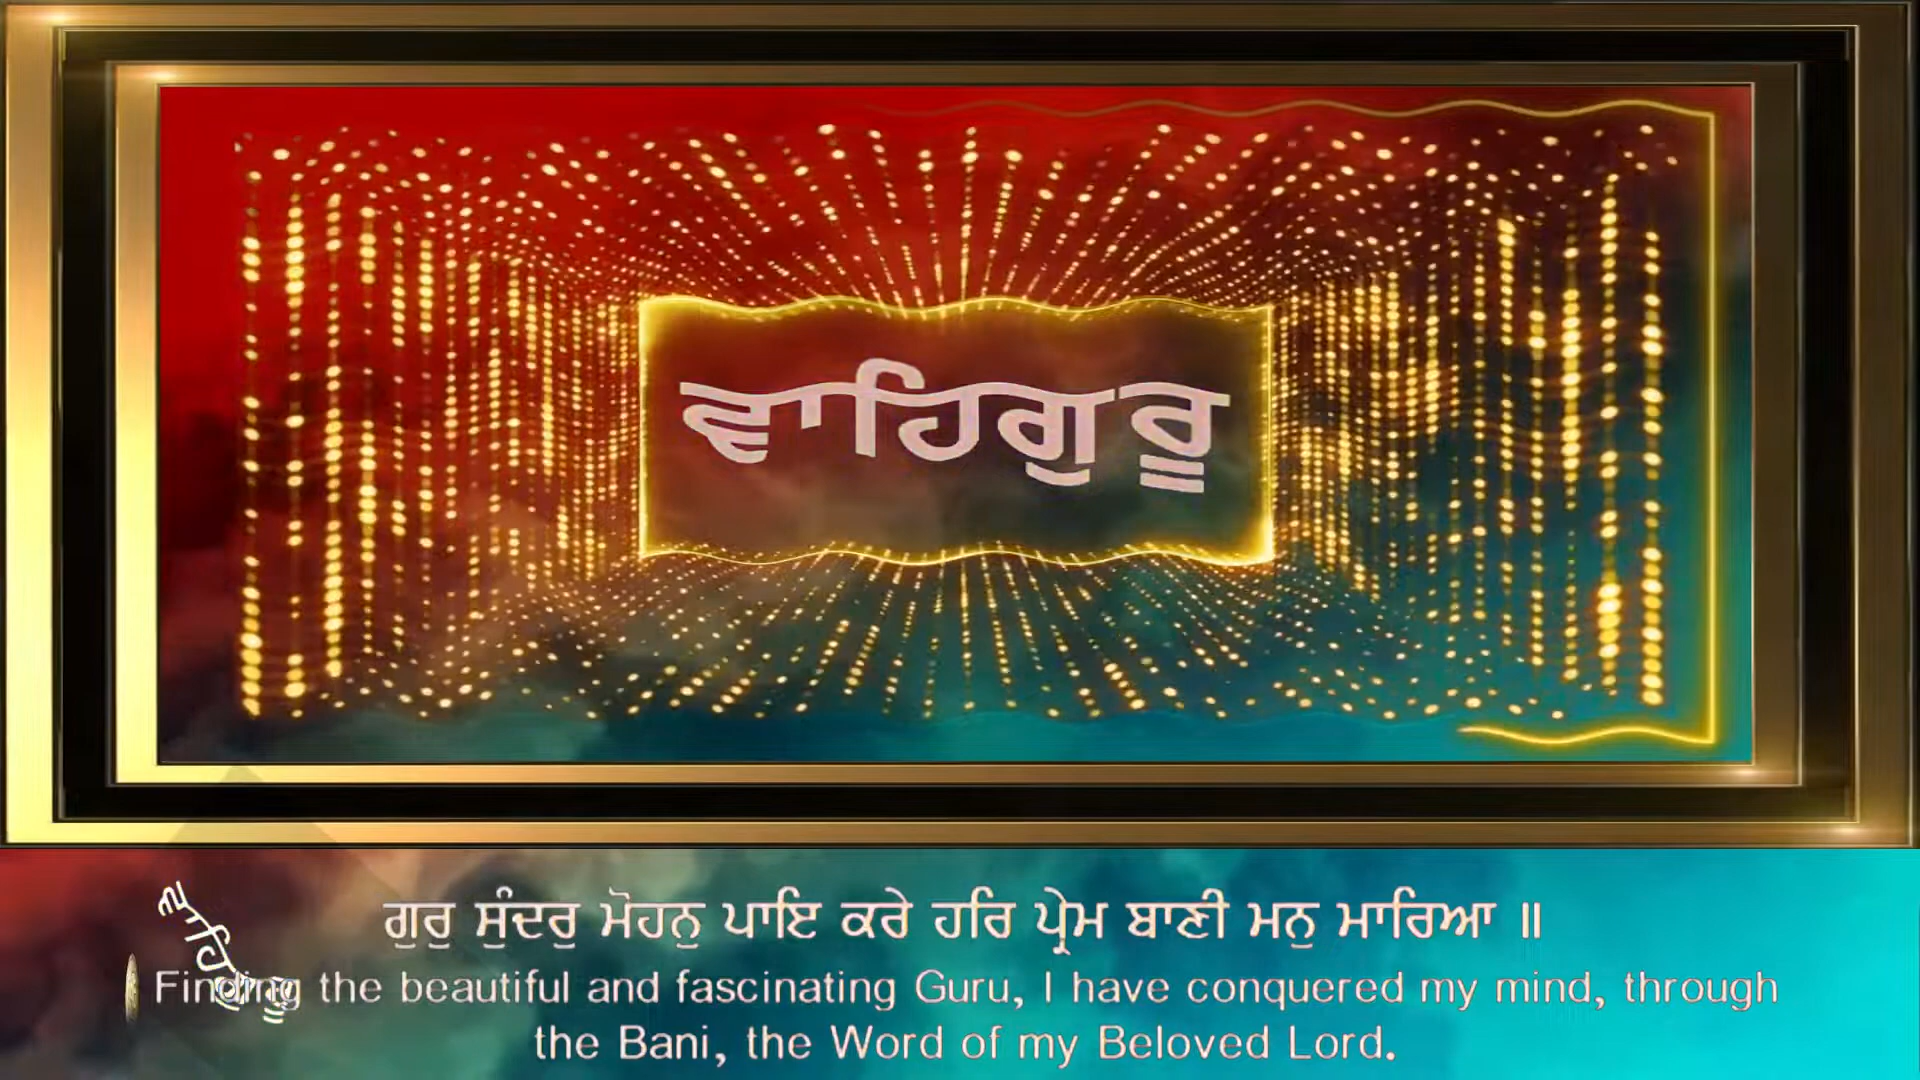 ਵਾਹਿਗੁਰੂ
ਗੁਰੁ ਸੁੰਦਰੁ ਮੋਹਨੁ ਪਾਇ ਕਰੇ ਹਰਿ ਪ੍ਰੇਮ ਬਾਣੀ ਮਨੁ ਮਾਰਿਆ ॥
ਵਾਹਿਗੁਰੂ
Finding the beautiful and fascinating Guru, I have conquered my mind, through
the Bani, the Word of my Beloved Lord.